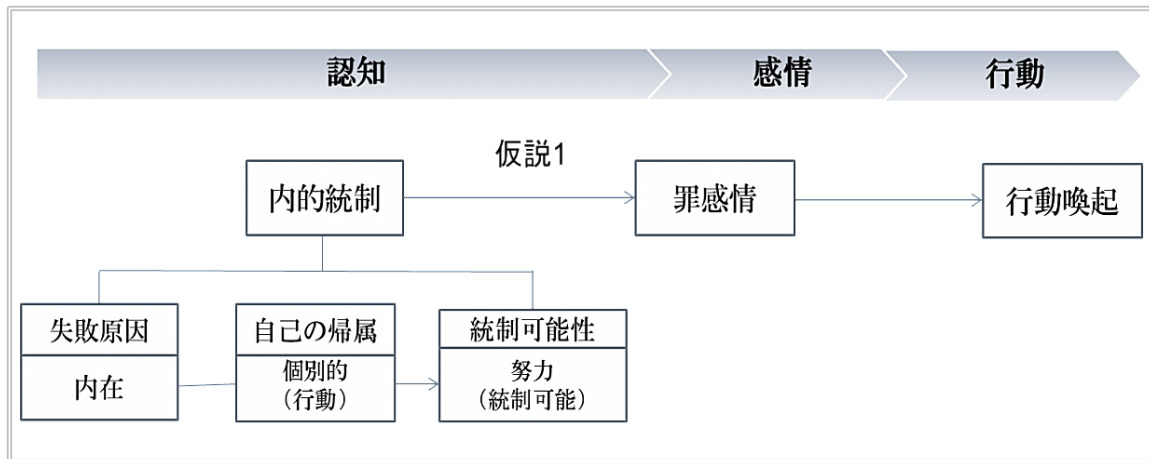 認知
感情
行動
仮説1
内的統制
罪感情
行動喚起
失敗原因
内在
自己の帰属
個別的
（行動）
統制可能性
努力
（統制可能）